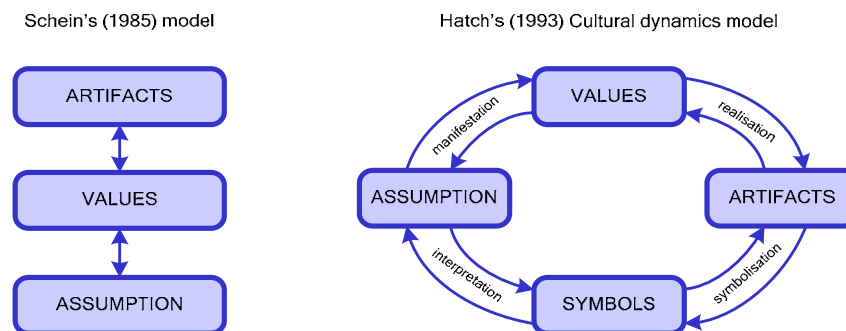 Schein's (1985) model
ARTIFACTS
VALUES
ASSUMPTION
Hatch's (1993) Cultural dynamics model
VALUES
manifestation
realisation
ASSUMPTION
ARTIFACTS
interpretation
symbolisation
SYMBOLS